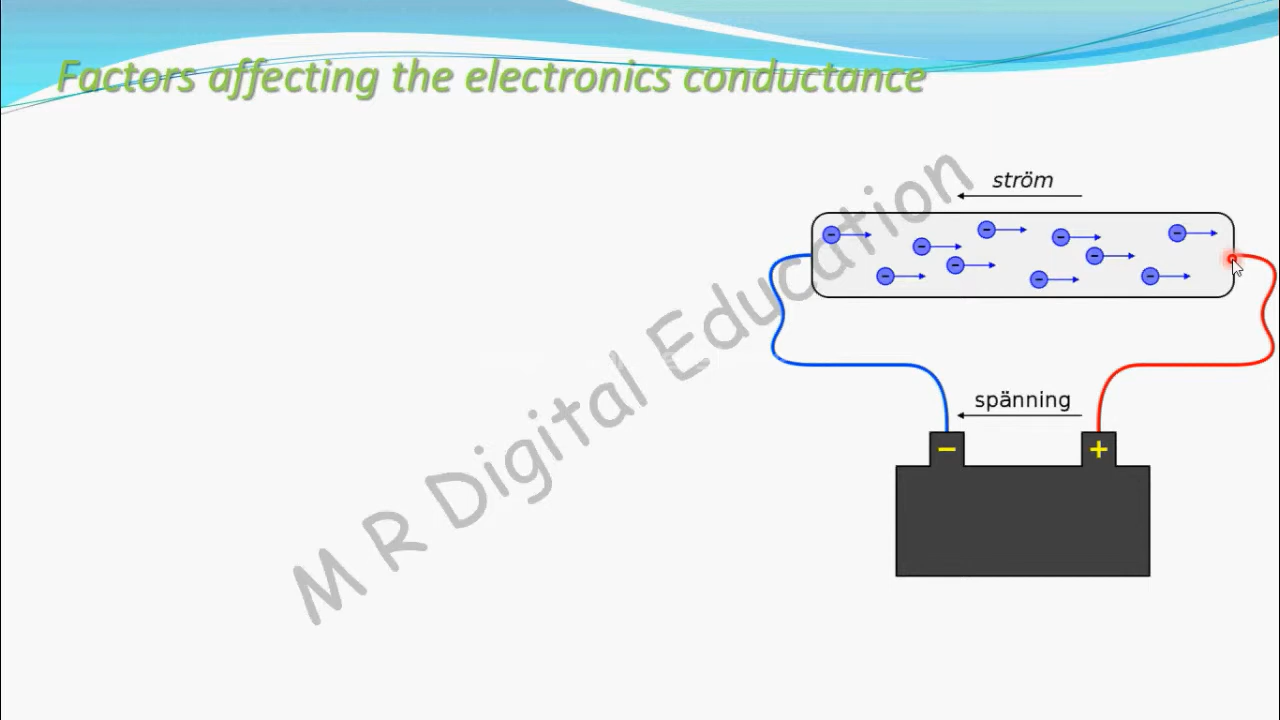 Factors affecting the electronics conductance
ström
spänning
− +
M R Digital Education